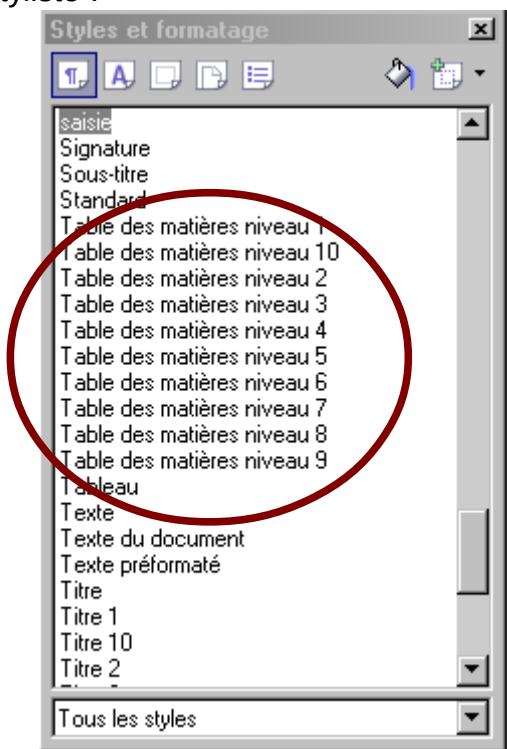 Styles et formatage
saisie
Signature
Sous-titre
Standard
Table des matières niveau 1
Table des matières niveau 10
Table des matières niveau 2
Table des matières niveau 3
Table des matières niveau 4
Table des matières niveau 5
Table des matières niveau 6
Table des matières niveau 7
Table des matières niveau 8
Table des matières niveau 9
Tableau
Texte
Texte du document
Texte préformaté
Titre
Titre 1
Titre 10
Titre 2
Tous les styles